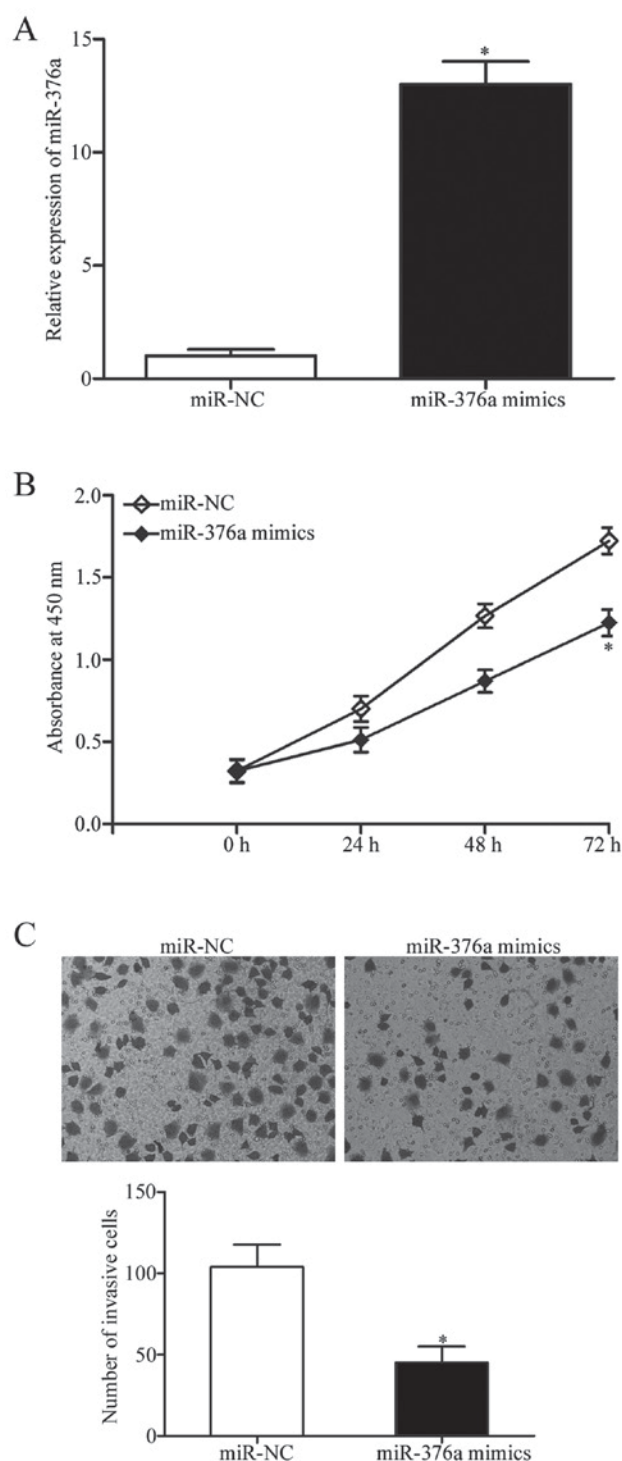 A
Relative expression of miR-376a
15
10
5
0
*
miR-NC
miR-376a mimics
B
Absorbance at 450 nm
2.0
1.5
1.0
0.5
0.0
miR-NC
miR-376a mimics
*
0 h
24 h
48 h
72 h
C
miR-NC
miR-376a mimics
Number of invasive cells
150
100
50
0
*
miR-NC
miR-376a mimics